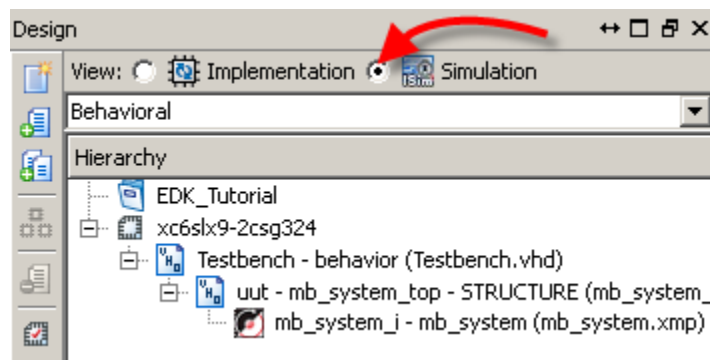 Design
View: Implementation Simulation
Behavioral
Hierarchy
EDK_Tutorial
xc6slx9-2csg324
Testbench - behavior (Testbench.vhd)
uut - mb_system_top - STRUCTURE (mb_system_
mb_system_i - mb_system (mb_system.xmp)